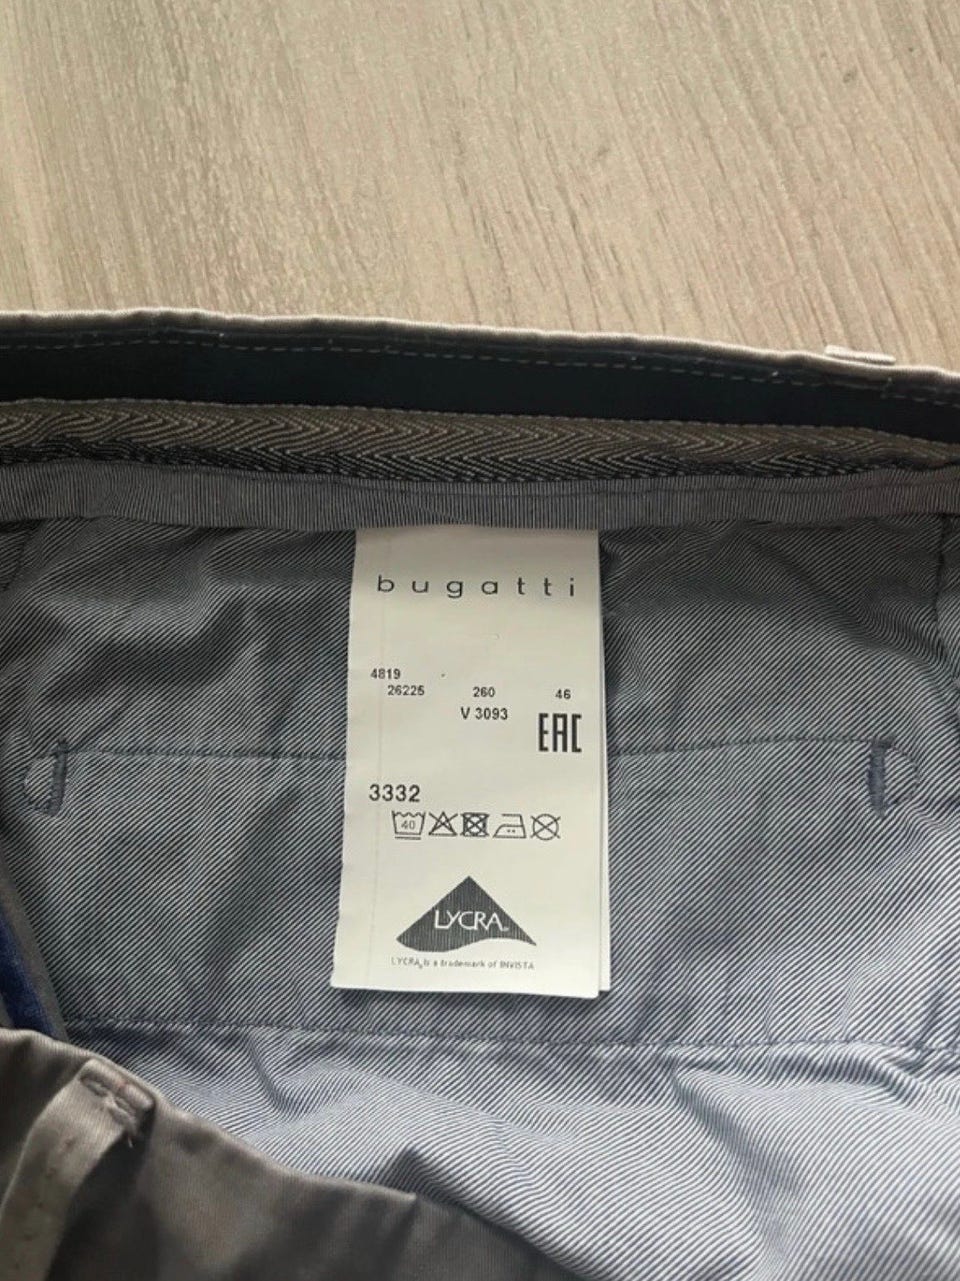 bugatti
4819
26225 260 46
V 3093
EAC
3332
40
LYCRA
LYCRA® is a trademark of INVISTA